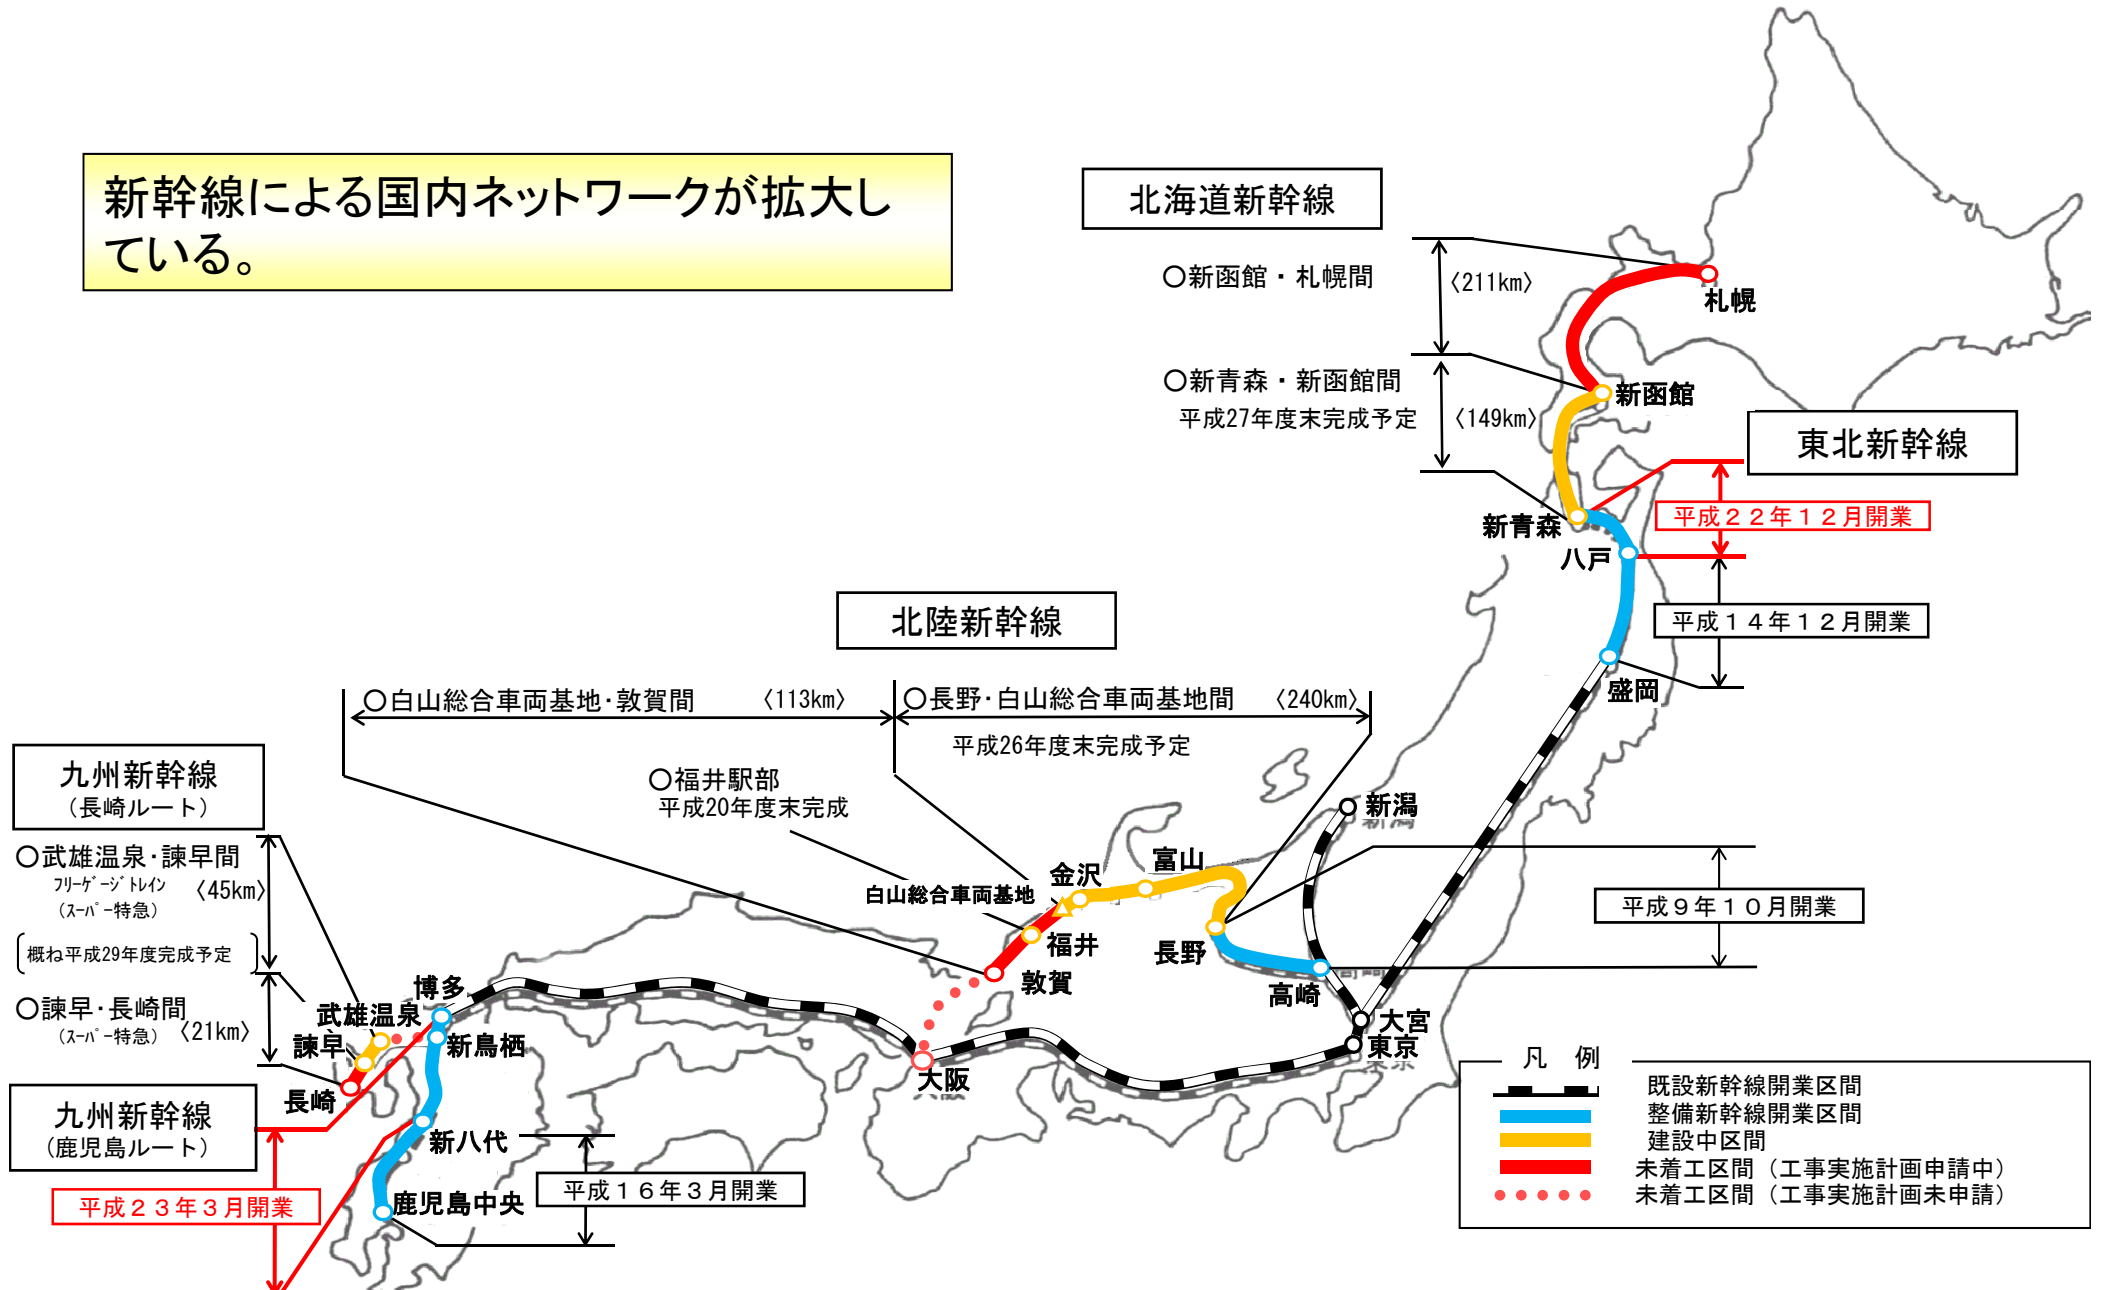 新幹線による国内ネットワークが拡大し
ている。
北海道新幹線
〇新函館・札幌間
〈211km〉
札幌
〇新青森・新函館間
平成27年度末完成予定
〈149km〉
新函館
東北新幹線
平成２２年１２月開業
新青森
八戸
平成１４年１２月開業
盛岡
北陸新幹線
〇白山総合車両基地・敦賀間
〈113km〉
〇長野・白山総合車両基地間
〈240km〉
平成26年度末完成予定
〇福井駅部
平成20年度末完成
新潟
富山
金沢
白山総合車両基地
福井
敦賀
長野
高崎
平成９年１０月開業
大宮
東京
大阪
九州新幹線
（長崎ルート）
〇武雄温泉・諫早間
ﾌﾘｰｹﾞｰｼﾞﾄﾚｲﾝ
〈45km〉
（ｽｰﾊﾟｰ特急）
概ね平成29年度完成予定
〇諫早・長崎間
（ｽｰﾊﾟｰ特急）
〈21km〉
博多
武雄温泉
新鳥栖
諫早
長崎
九州新幹線
（鹿児島ルート）
平成２３年３月開業
新八代
平成１６年３月開業
鹿児島中央
凡　例
既設新幹線開業区間
整備新幹線開業区間
建設中区間
未着工区間（工事実施計画申請中）
未着工区間（工事実施計画未申請）